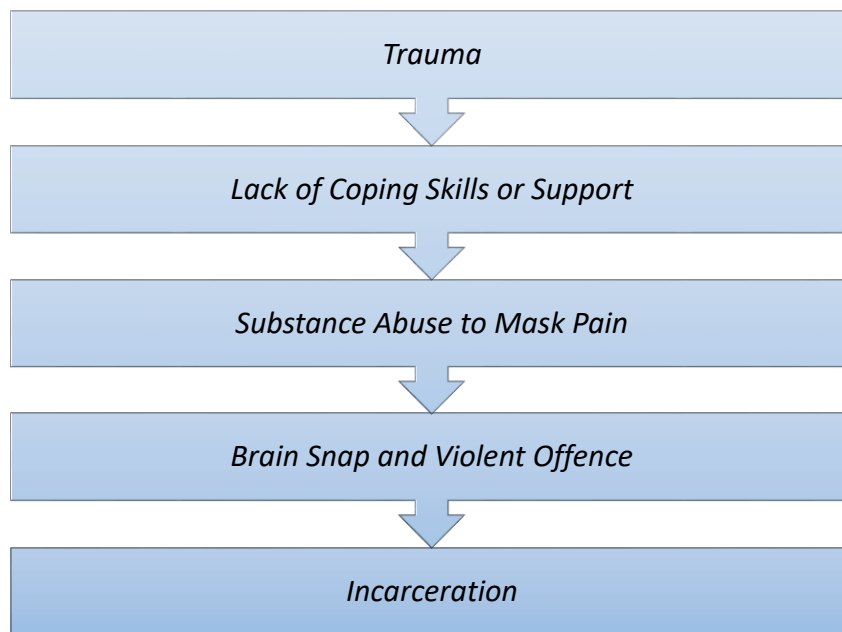 Trauma
Lack of Coping Skills or Support
Substance Abuse to Mask Pain
Brain Snap and Violent Offence
Incarceration